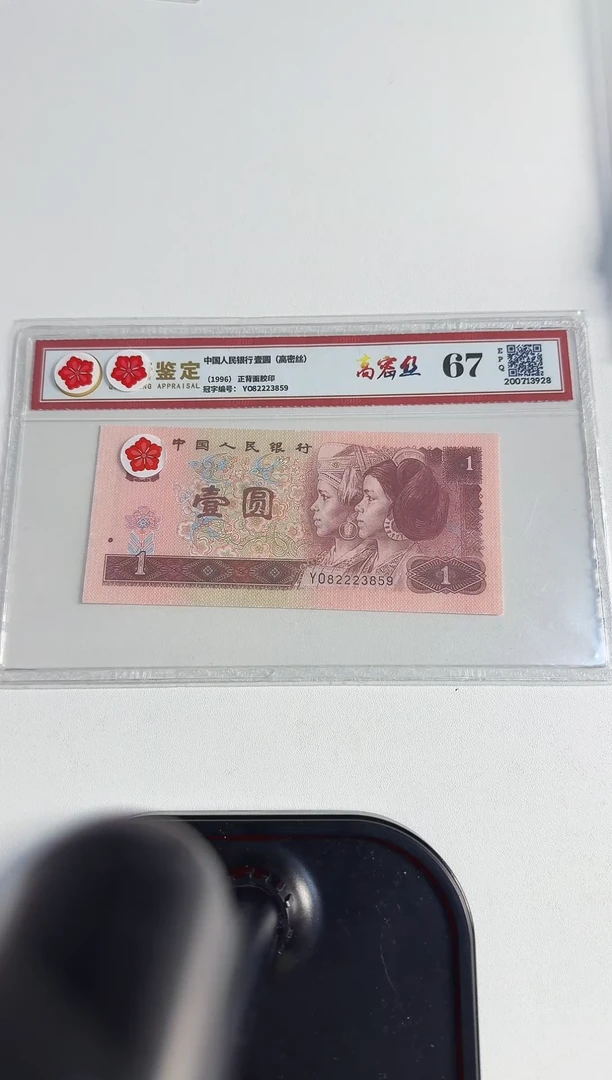 鉴定
NG APPRAISAL
中国人民银行壹圆（高密丝）
（1996） 正背面胶印
冠字编号： YO82223859
高密丝
67
EPQ
200713928
中国人民银行
1
壹圆
1
YO82223859
1